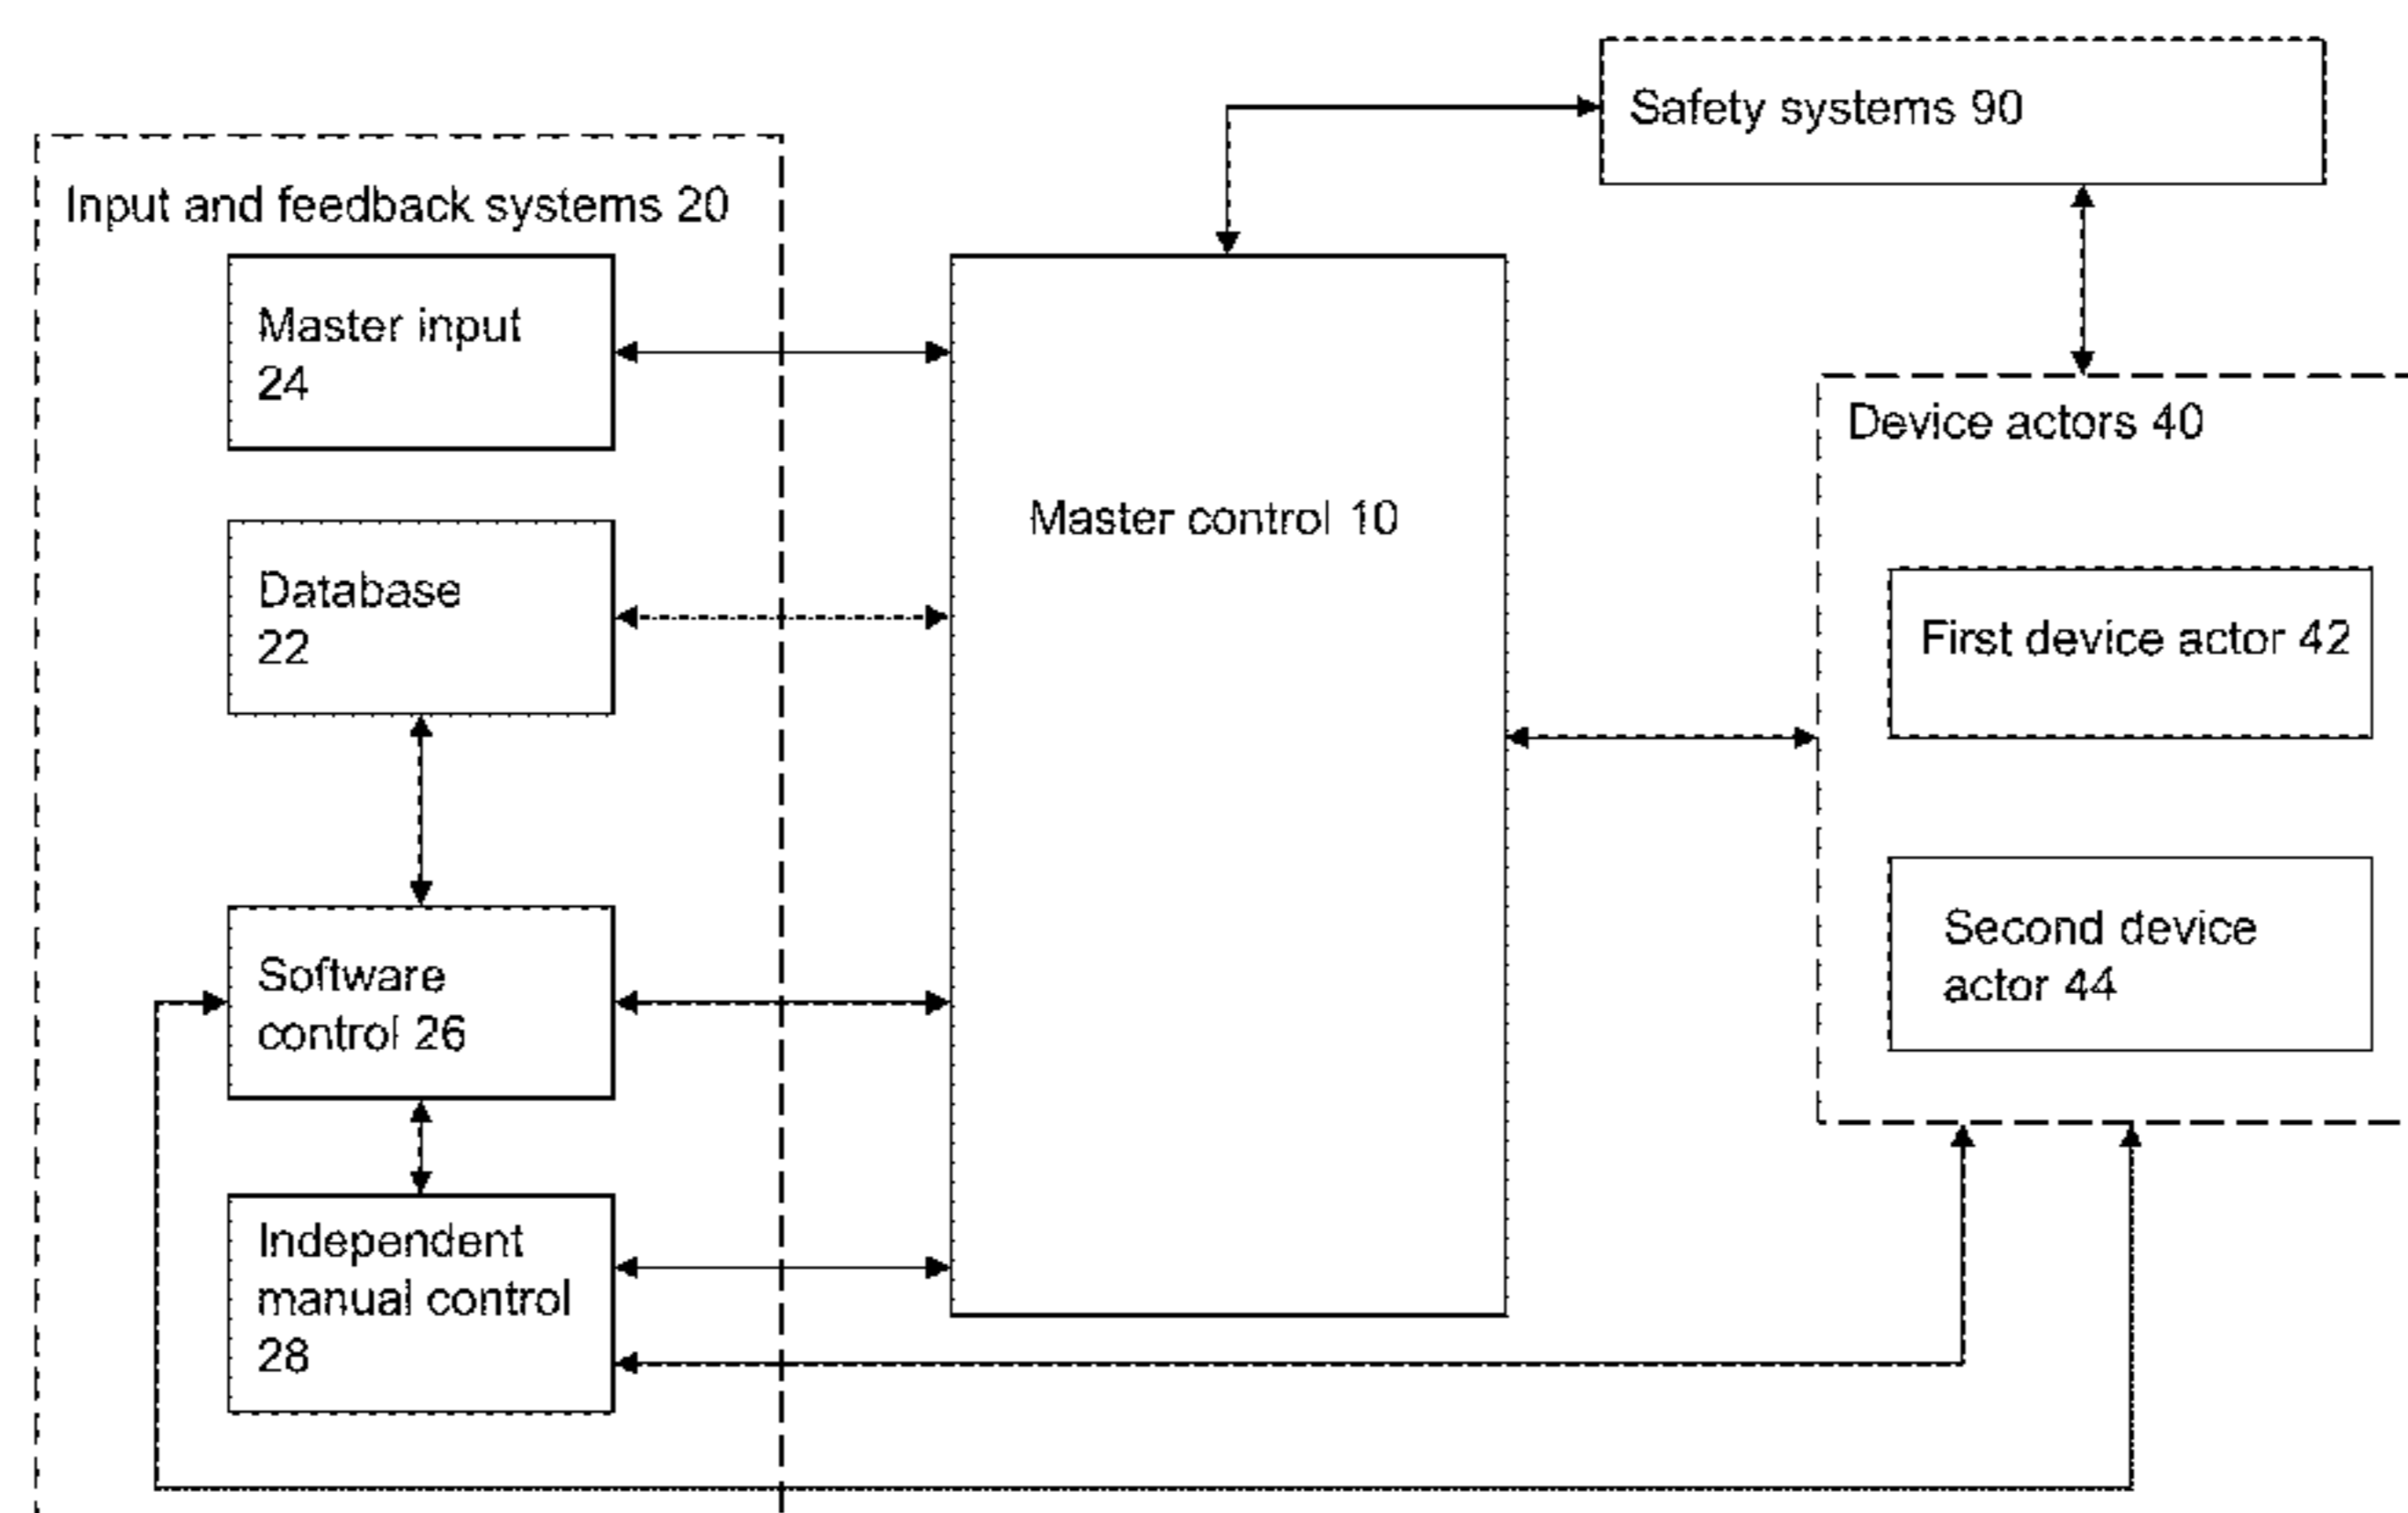 Safety systems 90
Input and feedback systems 20
Master input
24
Database
22
Software
control 26
Independent
manual control
28
Master control 10
Device actors 40
First device actor 42
Second device
actor 44